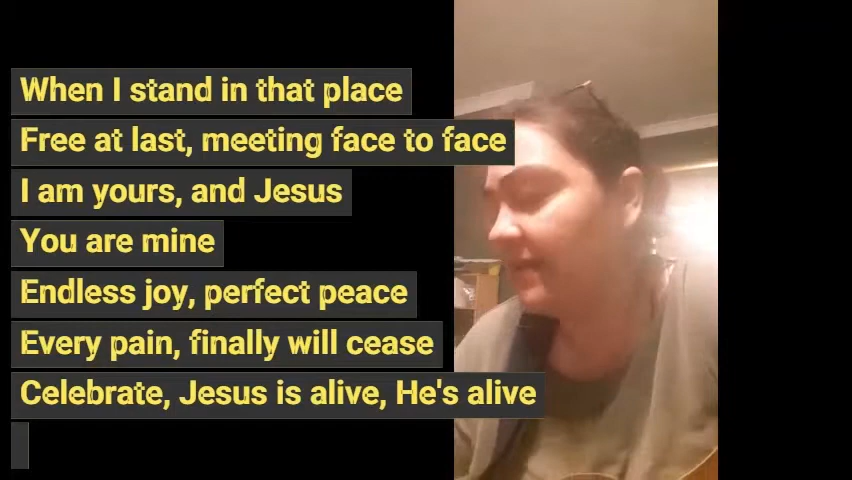 When I stand in that place
Free at last, meeting face to face
I am yours, and Jesus
You are mine
Endless joy, perfect peace
Every pain, finally will cease
Celebrate, Jesus is alive, He's alive